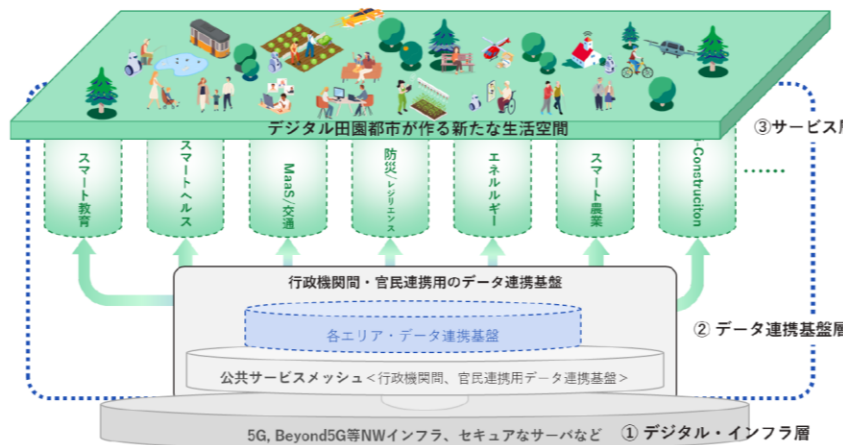 デジタル田園都市が作る新たな生活空間
③サービス層
スマート教育
スマートヘルス
MaaS/交通
防災/レジリエンス
エネルルギー
スマート農業
i-Construciton
……
行政機関間・官民連携用のデータ連携基盤
各エリア・データ連携基盤
② データ連携基盤層
公共サービスメッシュ<行政機関間、官民連携用データ連携基盤>
5G, Beyond5G等NWインフラ、セキュアなサーバなど
① デジタル・インフラ層